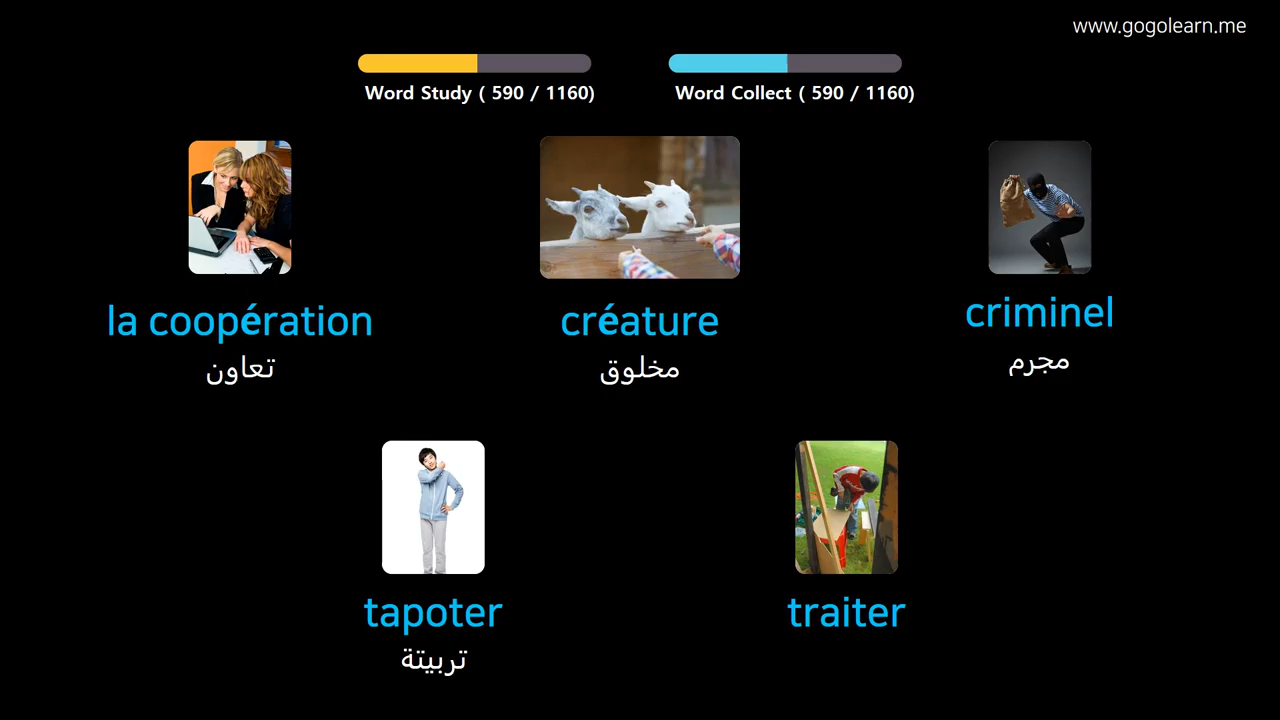 www.gogolearn.me
Word Study ( 590 / 1160)
Word Collect ( 590 / 1160)
la coopération
تعاون
créature
مخلوق
criminel
مجرم
tapoter
تربيتة
traiter